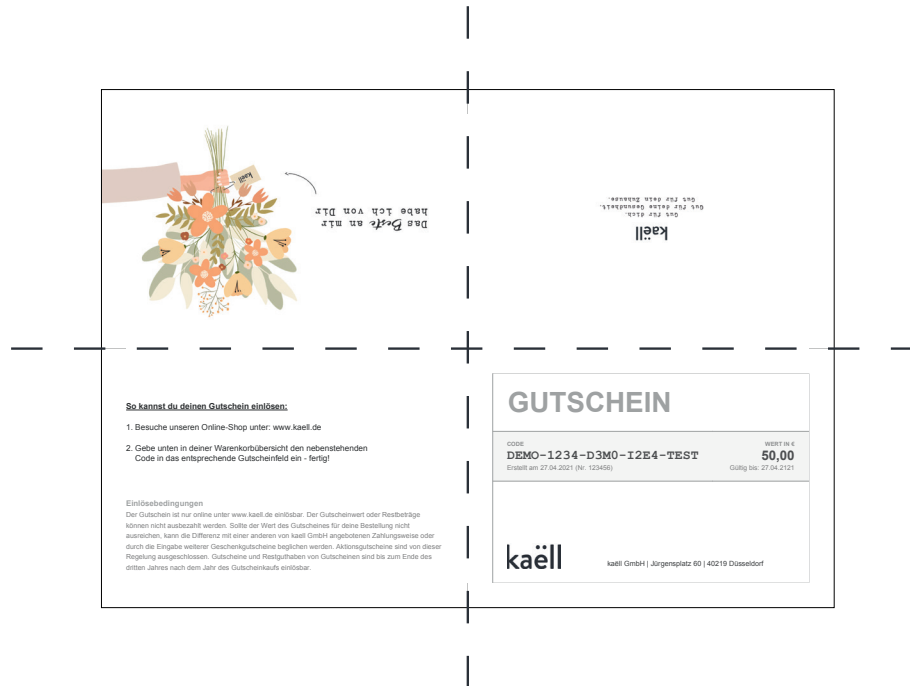 kaëll
Das Beste an mir
habe ich von Dir
kaëll
Gut für dich.
Gut für deine Gesundheit.
Gut für dein Zuhause.
So kannst du deinen Gutschein einlösen:
1. Besuche unseren Online-Shop unter: www.kaell.de
2. Gebe unten in deiner Warenkorbübersicht den nebenstehenden
Code in das entsprechende Gutscheinfeld ein - fertig!
Einlösebedingungen
Der Gutschein ist nur online unter www.kaell.de einlösbar. Der Gutscheinwert oder Restbeträge
können nicht ausbezahlt werden. Sollte der Wert des Gutscheines für deine Bestellung nicht
ausreichen, kann die Differenz mit einer anderen von kaell GmbH angebotenen Zahlungsweise oder
durch die Eingabe weiterer Geschenkgutscheine beglichen werden. Aktionsgutscheine sind von dieser
Regelung ausgeschlossen. Gutscheine und Restguthaben von Gutscheinen sind bis zum Ende des
dritten Jahres nach dem Jahr des Gutscheinkaufs einlösbar.
GUTSCHEIN
CODE WERT IN €
DEMO-1234-D3M0-I2E4-TEST 50,00
Erstellt am 27.04.2021 (Nr. 123456) Gültig bis: 27.04.2121
kaëll
kaëll GmbH | Jürgensplatz 60 | 40219 Düsseldorf